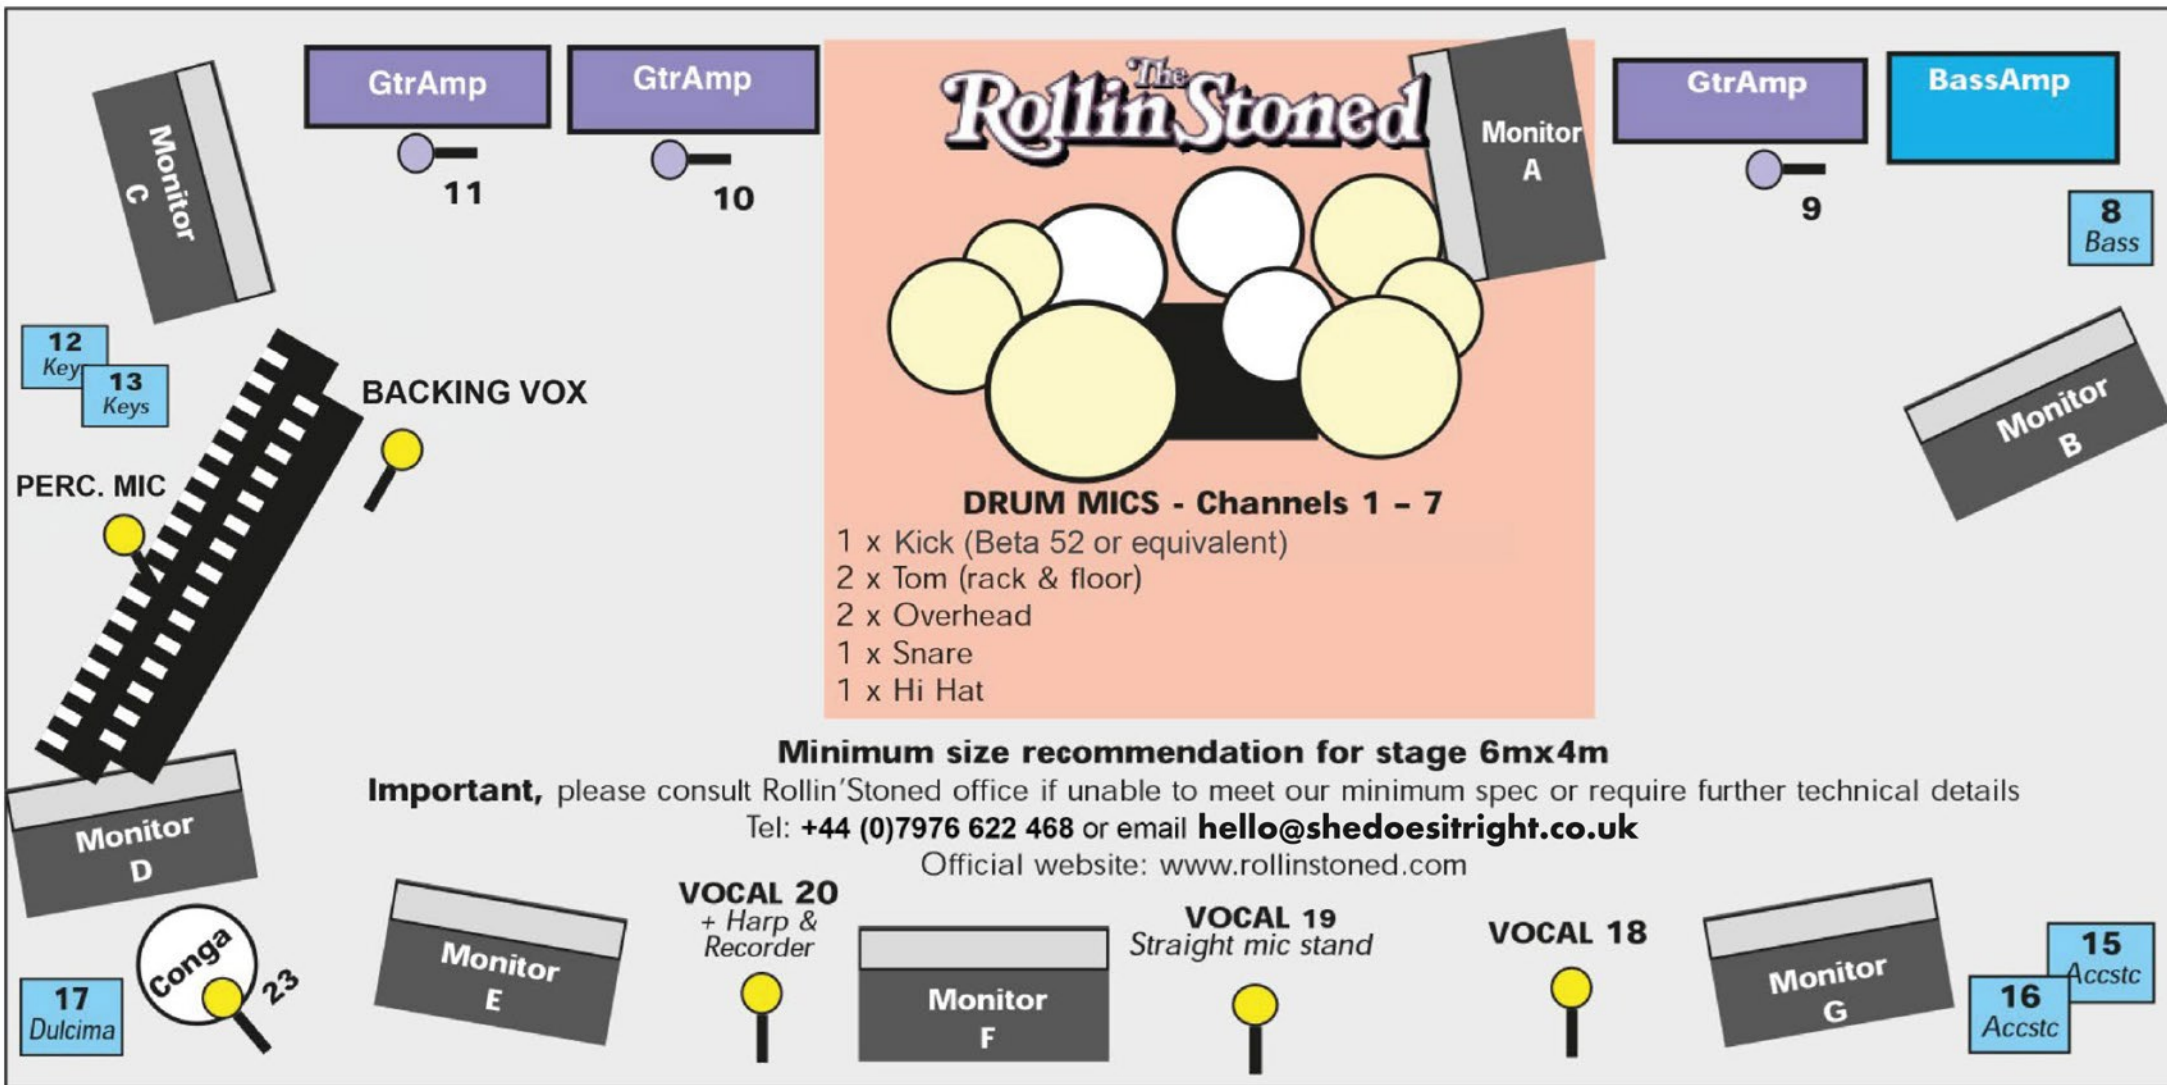 GtrAmp
GtrAmp
The
Rollin Stoned
Monitor
A
GtrAmp
BassAmp
Monitor
C
11
10
9
8
Bass
12
Keys
13
Keys
BACKING VOX
PERC. MIC
Monitor
B
DRUM MICS - Channels 1 – 7
1 x Kick (Beta 52 or equivalent)
2 x Tom (rack & floor)
2 x Overhead
1 x Snare
1 x Hi Hat
Minimum size recommendation for stage 6mx4m
Important, please consult Rollin'Stoned office if unable to meet our minimum spec or require further technical details
Tel: +44 (0)7976 622 468 or email hello@shedoesitright.co.uk
Official website: www.rollinstoned.com
Monitor
D
Conga
23
17
Dulcima
Monitor
E
VOCAL 20
+ Harp &
Recorder
Monitor
F
VOCAL 19
Straight mic stand
VOCAL 18
Monitor
G
15
Accstc
16
Accstc